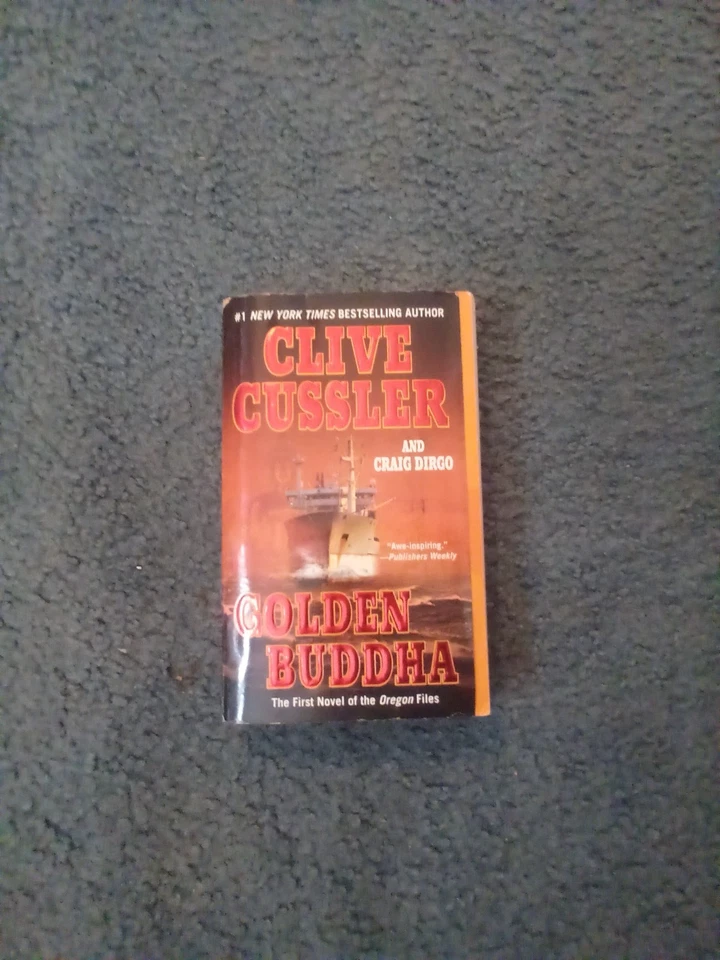 #1 NEW YORK TIMES BESTSELLING AUTHOR
CLIVE
CUSSLER
AND
CRAIG DIRGO
"Awe-inspiring."
—Publishers Weekly
GOLDEN
BUDDHA
The First Novel of the Oregon Files